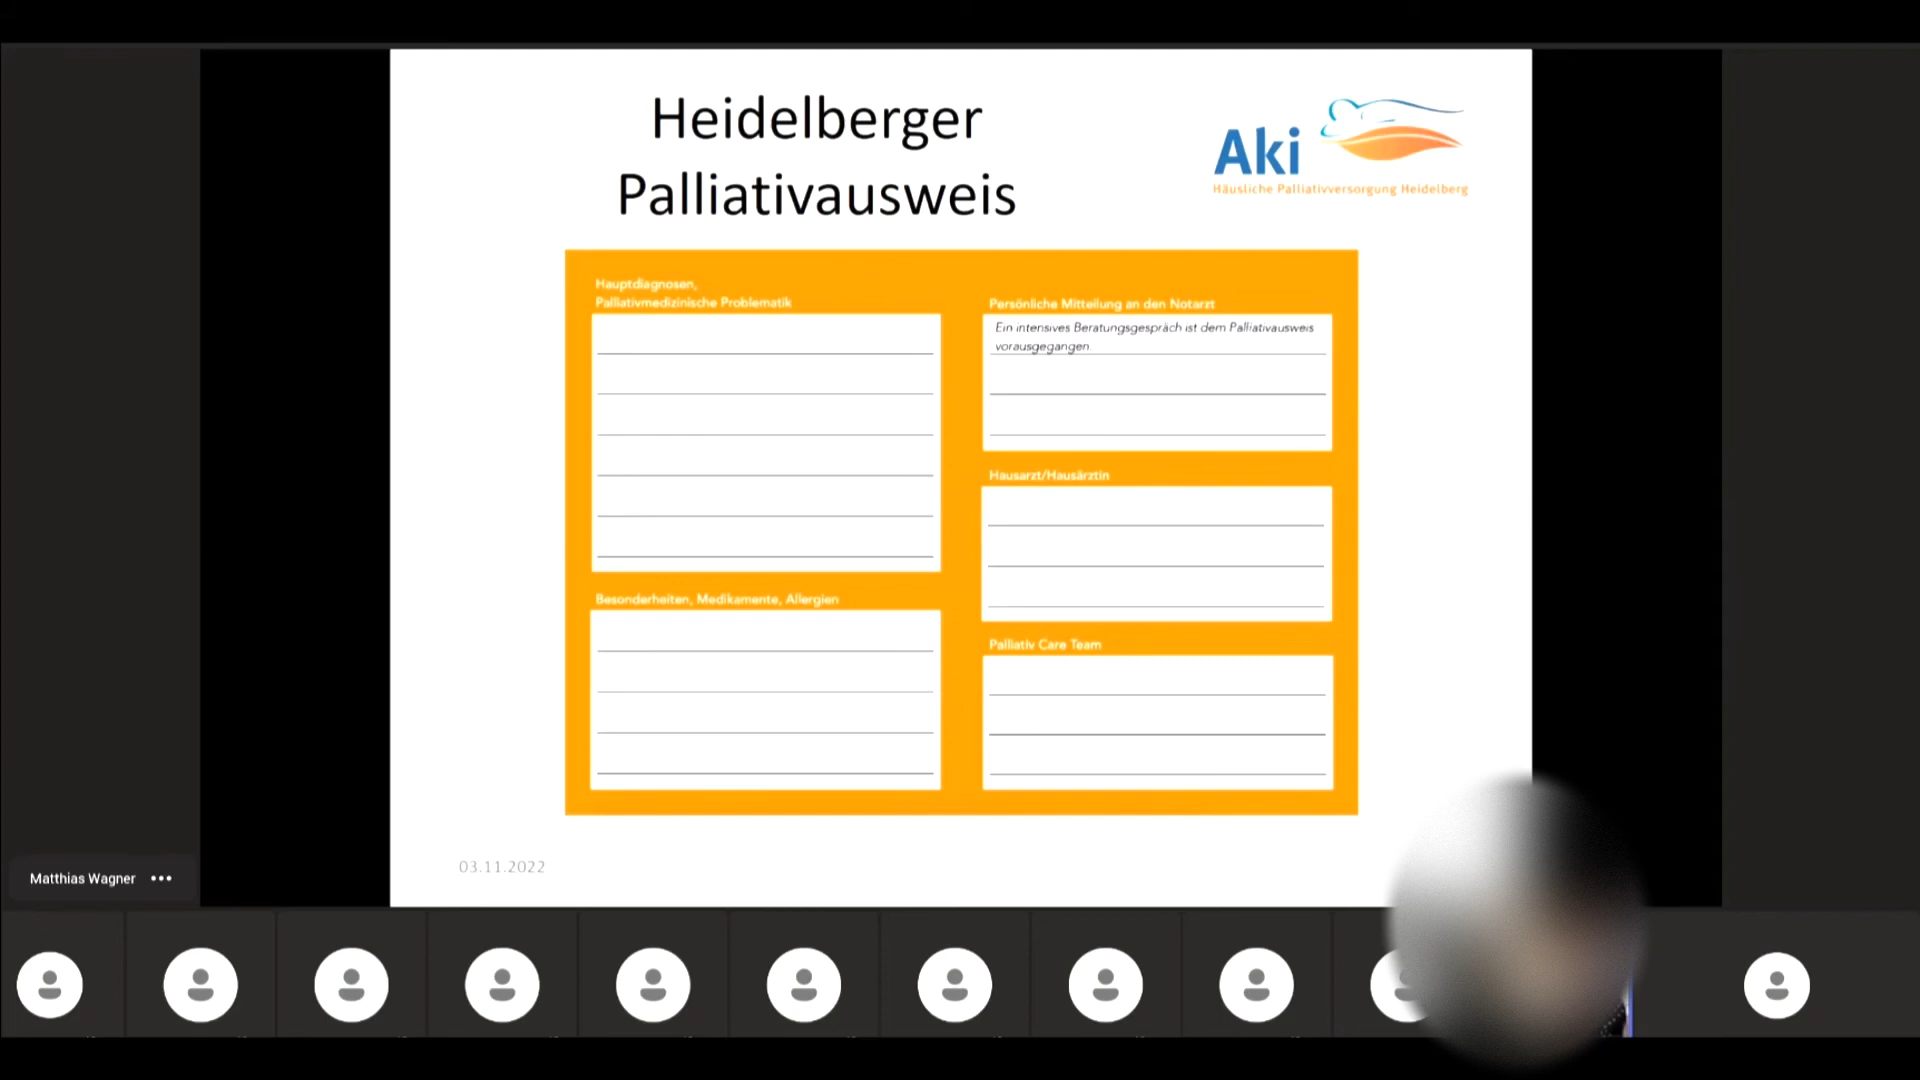 Heidelberger
Palliativausweis
Aki
Häusliche Palliativversorgung Heidelberg
Hauptdiagnosen,
Palliativmedizinische Problematik
Besonderheiten, Medikamente, Allergien
Persönliche Mitteilung an den Notarzt
Ein intensives Beratungsgespräch ist dem Palliativausweis
vorausgegangen.
Hausarzt/Hausärztin
Palliativ Care Team
03.11.2022
Matthias Wagner